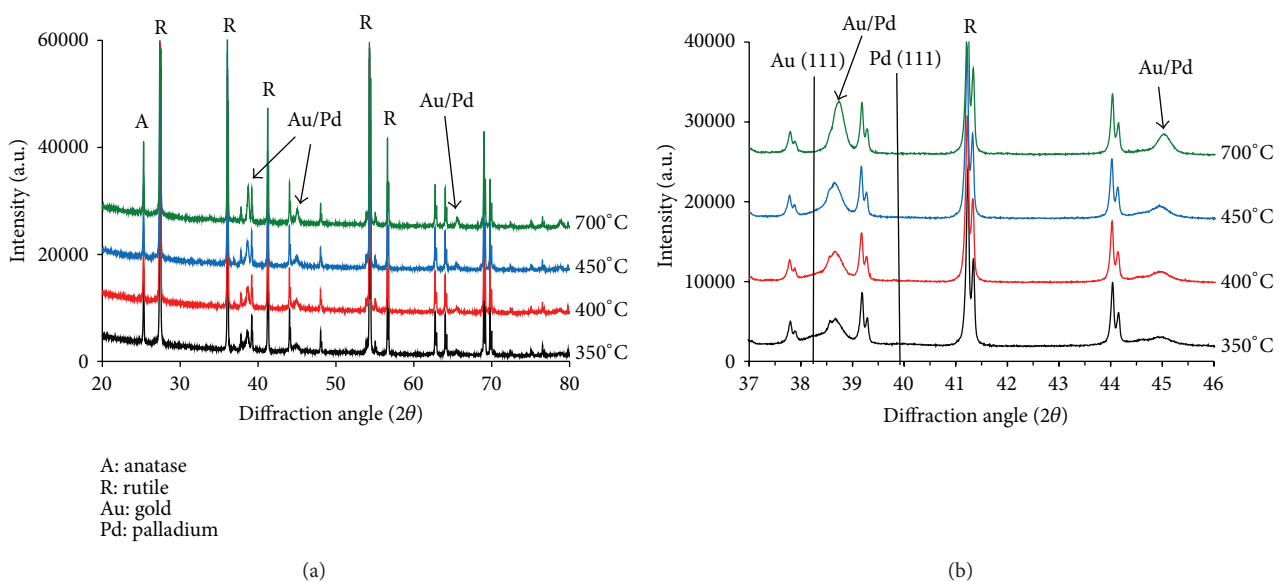 R
R
R
60000
Au/Pd
R
Au/Pd
A
R
40000
Intensity (a.u.)
700°C
20000
450°C
400°C
350°C
0
20 30 40 50 60 70 80
Diffraction angle (2θ)
A: anatase
R: rutile
Au: gold
Pd: palladium
(a)
Au/Pd
R
40000
Au (111)
Pd (111)
Au/Pd
30000
Intensity (a.u.)
700°C
20000
450°C
10000
400°C
350°C
0
37 38 39 40 41 42 43 44 45 46
Diffraction angle (2θ)
(b)